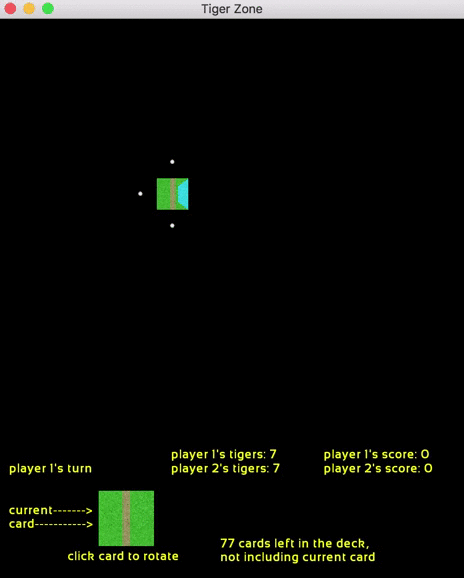 Tiger Zone
player 1's tigers: 7
player 1's score: 0
player 1's turn
player 2's tigers: 7
player 2's score: 0
current------->
card----------->
click card to rotate
77 cards left in the deck,
not including current card